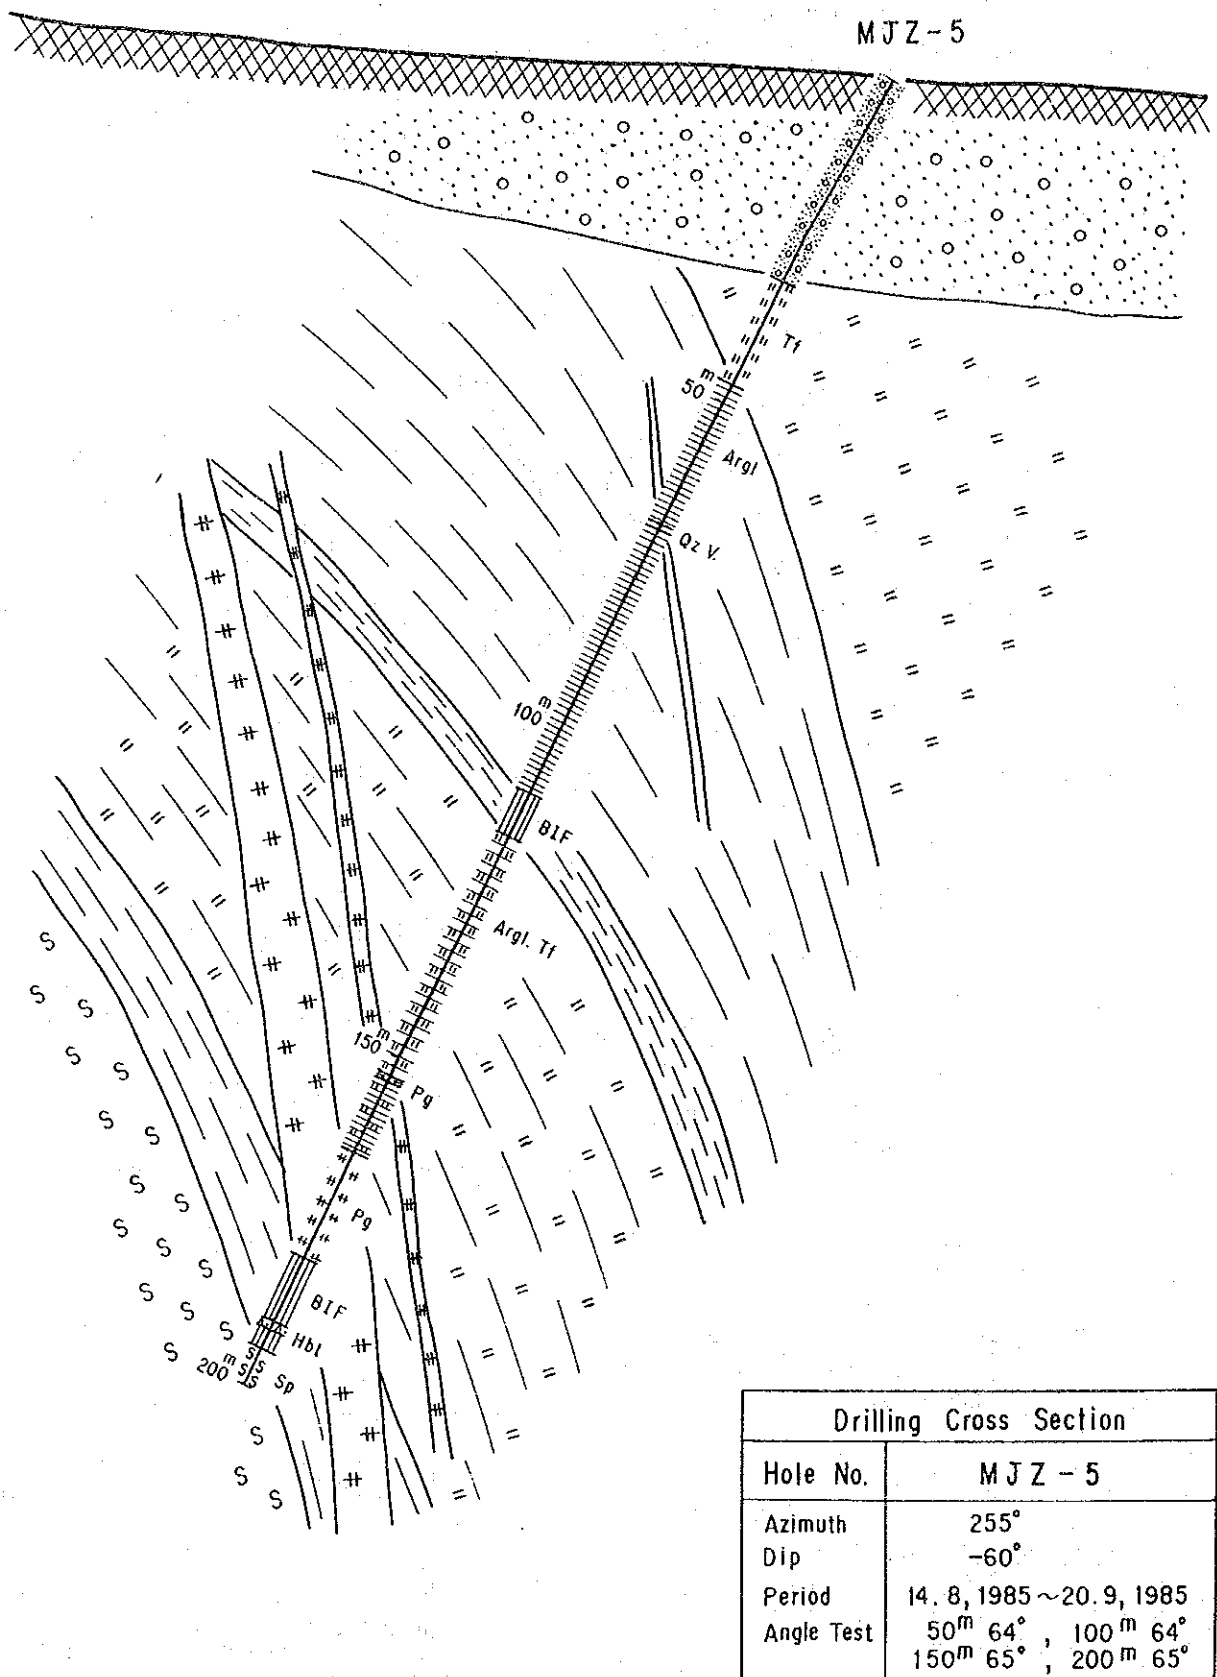 MJZ-5
Tf
50m
Argl
Qz V.
100m
BIF
Argl. Tf
150m
Pg
Pg
BIF
Hbl
200m
Sp
Drilling Cross Section
Hole No. MJZ-5
Azimuth 255°
Dip -60°
Period 14. 8, 1985~20. 9, 1985
Angle Test 50m 64° , 100m 64°
150m 65° , 200m 65°